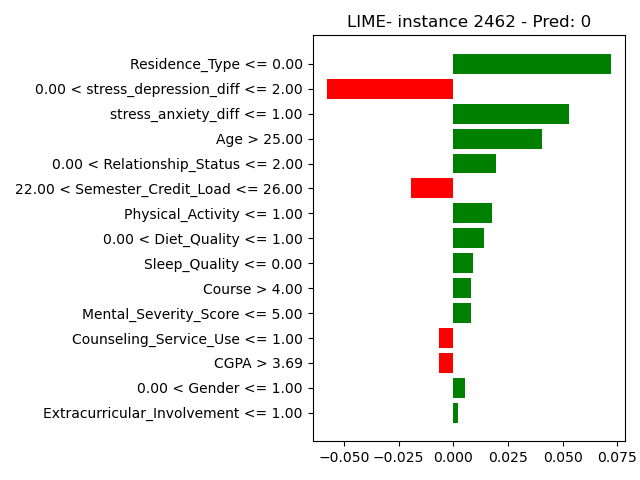 LIME- instance 2462 - Pred: 0
Residence_Type <= 0.00
0.00 < stress_depression_diff <= 2.00
stress_anxiety_diff <= 1.00
Age > 25.00
0.00 < Relationship_Status <= 2.00
22.00 < Semester_Credit_Load <= 26.00
Physical_Activity <= 1.00
0.00 < Diet_Quality <= 1.00
Sleep_Quality <= 0.00
Course > 4.00
Mental_Severity_Score <= 5.00
Counseling_Service_Use <= 1.00
CGPA > 3.69
0.00 < Gender <= 1.00
Extracurricular_Involvement <= 1.00
−0.050 −0.025 0.000 0.025 0.050 0.075